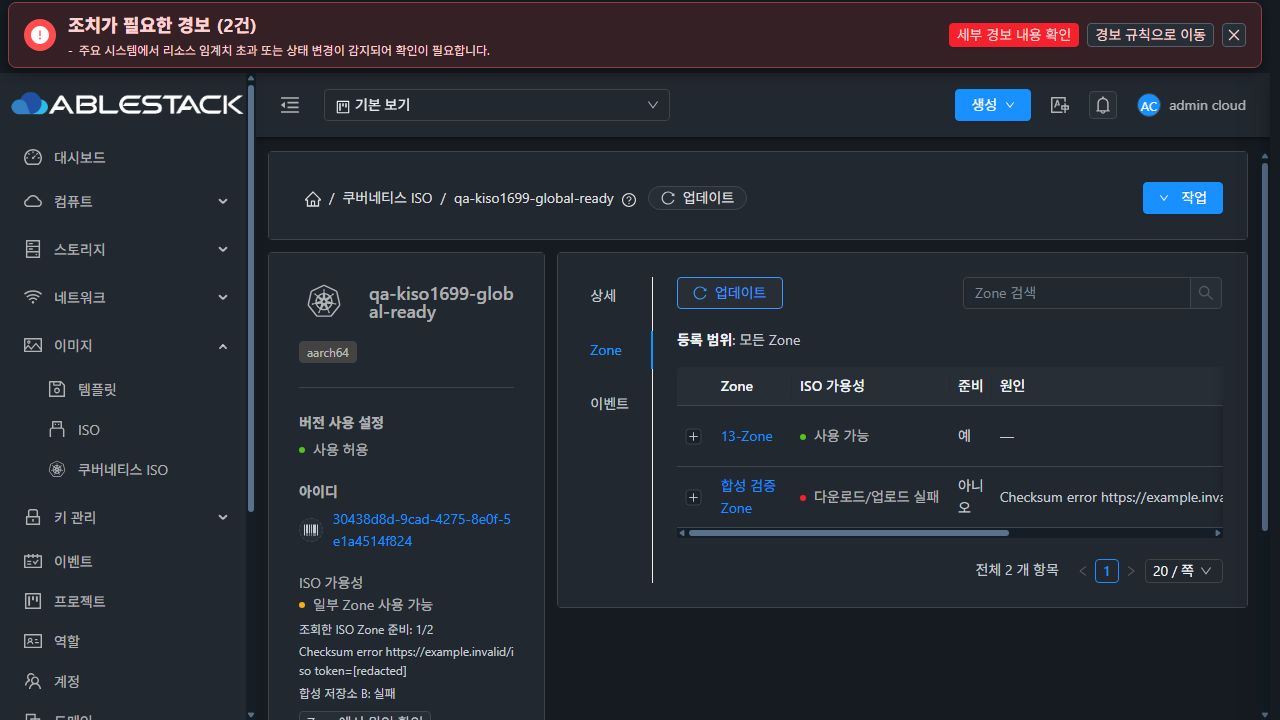 조치가 필요한 경보 (2건)
- 주요 시스템에서 리소스 임계치 초과 또는 상태 변경이 감지되어 확인이 필요합니다.
세부 경보 내용 확인
경보 규칙으로 이동
ABLESTACK
기본 보기
생성
AC
admin cloud
대시보드
컴퓨트
스토리지
네트워크
이미지
템플릿
ISO
쿠버네티스 ISO
키 관리
이벤트
프로젝트
역할
계정
/ 쿠버네티스 ISO / qa-kiso1699-global-ready
업데이트
작업
qa-kiso1699-glob
al-ready
aarch64
버전 사용 설정
사용 허용
아이디
30438d8d-9cad-4275-8e0f-5
e1a4514f824
ISO 가용성
일부 Zone 사용 가능
조회한 ISO Zone 준비: 1/2
Checksum error https://example.invalid/i
so token=[redacted]
합성 저장소 B: 실패
상세
Zone
이벤트
업데이트
Zone 검색
등록 범위: 모든 Zone
Zone ISO 가용성 준비 원인
13-Zone 사용 가능 예 —
합성 검증
Zone
다운로드/업로드 실패
아니
오
Checksum error https://example.inva
전체 2 개 항목
1
20 / 쪽